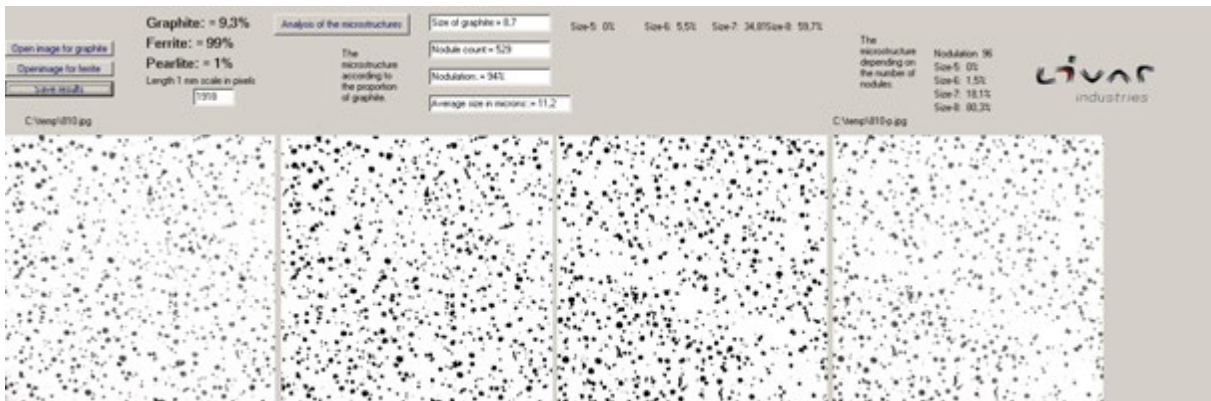 Open image for graphite
Openimage for ferrite
Save results
C:\temp\810.jpg
Graphite: = 9,3%
Ferrite: = 99%
Pearlite: = 1%
Length 1 mm scale in pixels
1918
Analysis of the microstructures
The
microstructure
according to
the proportion
of graphite.
Size of graphite = 8,7
Nodule count = 529
Nodulation. = 94%
Average size in microns: = 11,2
Size-5: 0% Size-6: 5,5% Size-7: 34,8%Size-8: 59,7%
The
microstructure
depending on
the number of
nodules.
Nodulation 96
Size-5: 0%
Size-6: 1,5%
Size-7: 18,1%
Size-8: 80,3%
C:\temp\810-p.jpg
Livar
industries